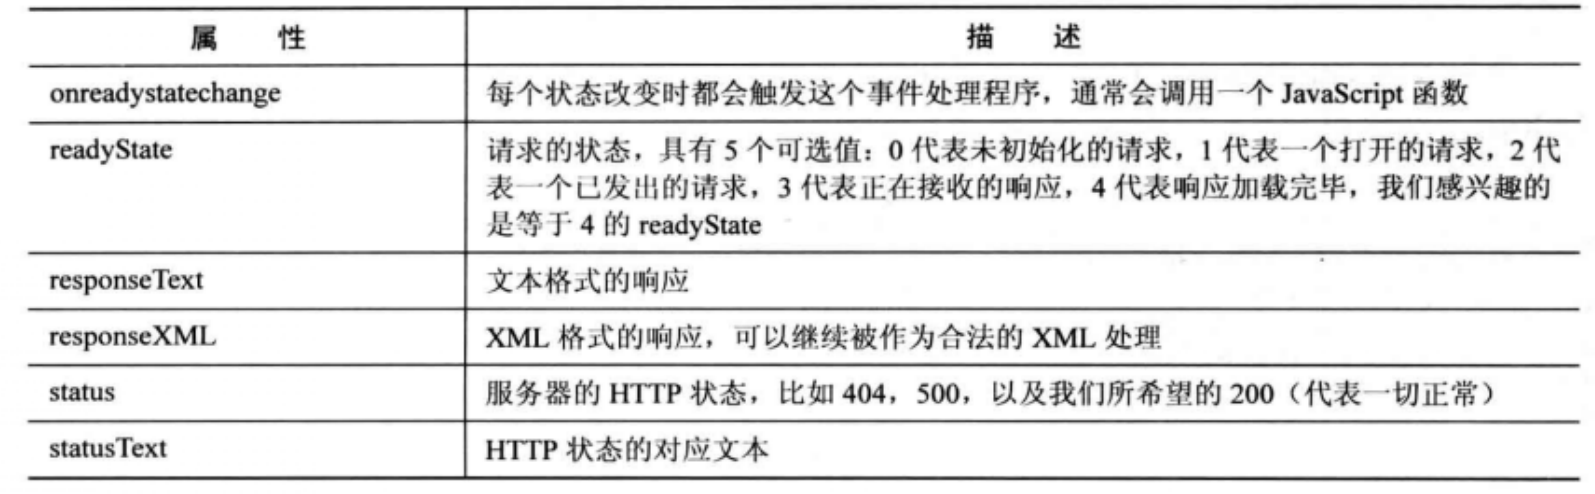 属 性 描 述
onreadystatechange 每个状态改变时都会触发这个事件处理程序，通常会调用一个 JavaScript 函数
readyState 请求的状态，具有 5 个可选值：0 代表未初始化的请求，1 代表一个打开的请求，2 代
表一个已发出的请求，3 代表正在接收的响应，4 代表响应加载完毕，我们感兴趣的
是等于 4 的 readyState
responseText 文本格式的响应
responseXML XML 格式的响应，可以继续被作为合法的 XML 处理
status 服务器的 HTTP 状态，比如 404，500，以及我们所希望的 200（代表一切正常）
statusText HTTP 状态的对应文本